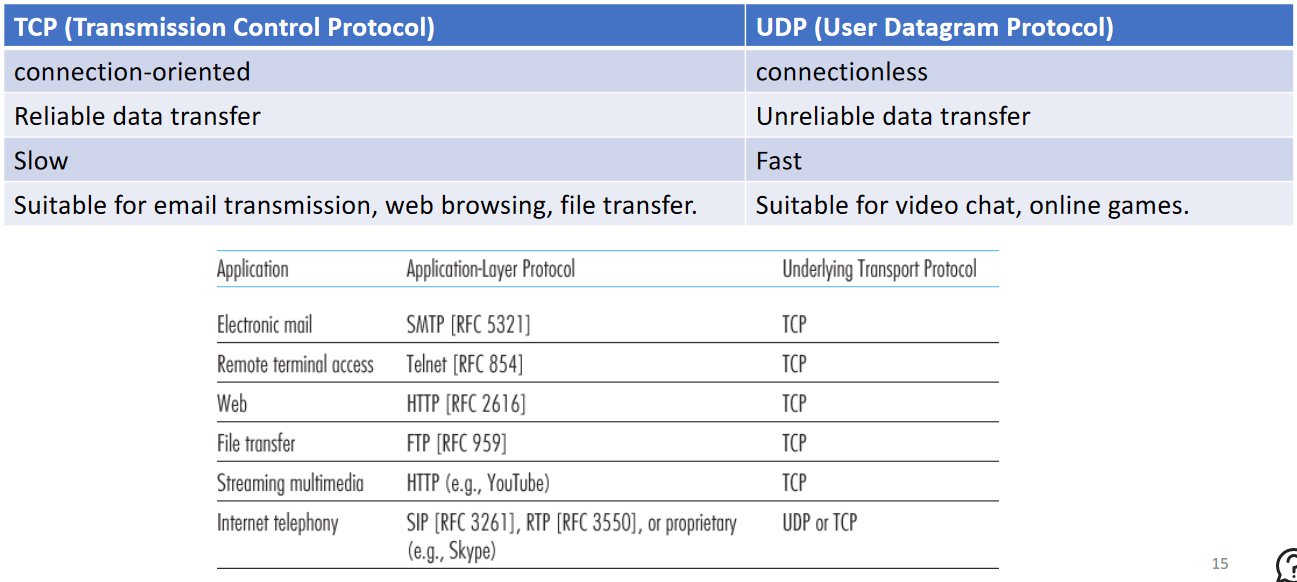 TCP (Transmission Control Protocol) UDP (User Datagram Protocol)
connection-oriented connectionless
Reliable data transfer Unreliable data transfer
Slow Fast
Suitable for email transmission, web browsing, file transfer. Suitable for video chat, online games.
Application Application-Layer Protocol Underlying Transport Protocol
Electronic mail SMTP [RFC 5321] TCP
Remote terminal access Telnet [RFC 854] TCP
Web HTTP [RFC 2616] TCP
File transfer FTP [RFC 959] TCP
Streaming multimedia HTTP (e.g., YouTube) TCP
Internet telephony SIP [RFC 3261], RTP [RFC 3550], or proprietary UDP or TCP
(e.g., Skype)
15